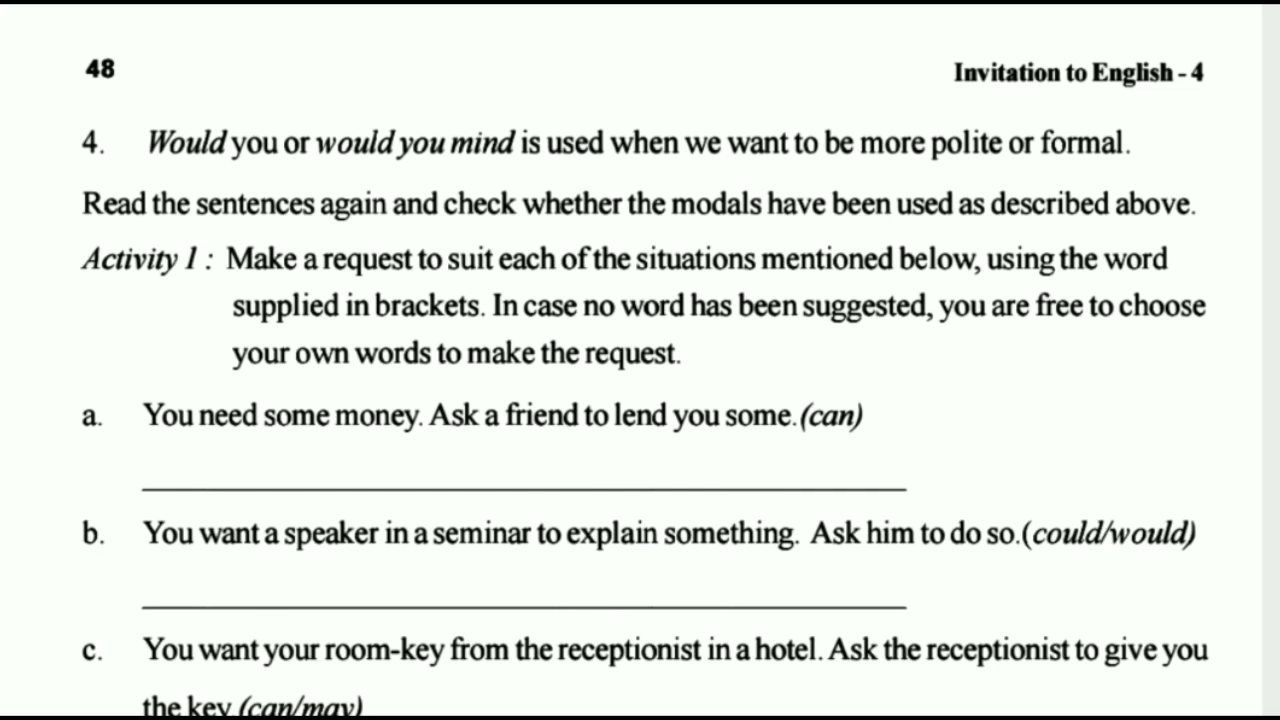 48 Invitation to English - 4
4. Would you or would you mind is used when we want to be more polite or formal.
Read the sentences again and check whether the modals have been used as described above.
Activity 1 : Make a request to suit each of the situations mentioned below, using the word
supplied in brackets. In case no word has been suggested, you are free to choose
your own words to make the request.
a. You need some money. Ask a friend to lend you some.(can)
b. You want a speaker in a seminar to explain something. Ask him to do so.(could/would)
c. You want your room-key from the receptionist in a hotel. Ask the receptionist to give you
the key.(can/may)